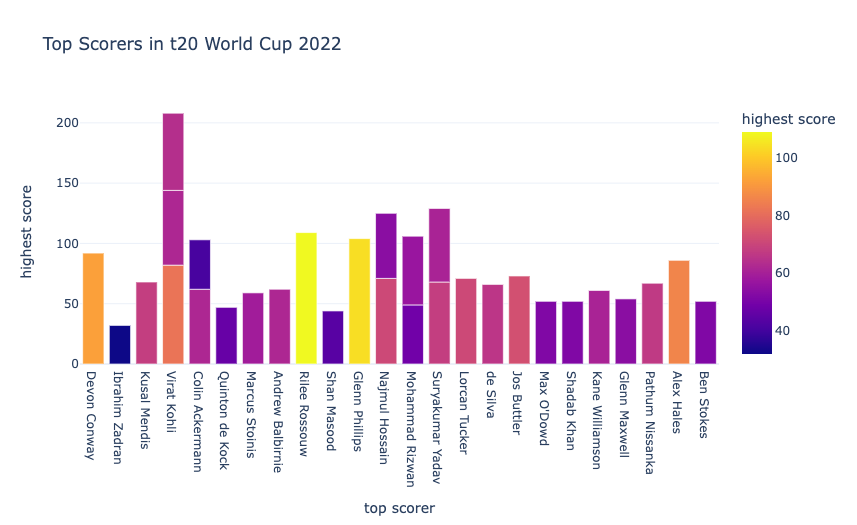 Top Scorers in t20 World Cup 2022
highest score
200
150
100
50
0
highest score
100
80
60
40
Devon Conway
Ibrahim Zadran
Kusal Mendis
Virat Kohli
Colin Ackermann
Quinton de Kock
Marcus Stoinis
Andrew Balbirnie
Rilee Rossouw
Shan Masood
Glenn Phillips
Najmul Hossain
Mohammad Rizwan
Suryakumar Yadav
Lorcan Tucker
de Silva
Jos Buttler
Max O'Dowd
Shadab Khan
Kane Williamson
Glenn Maxwell
Pathum Nissanka
Alex Hales
Ben Stokes
top scorer